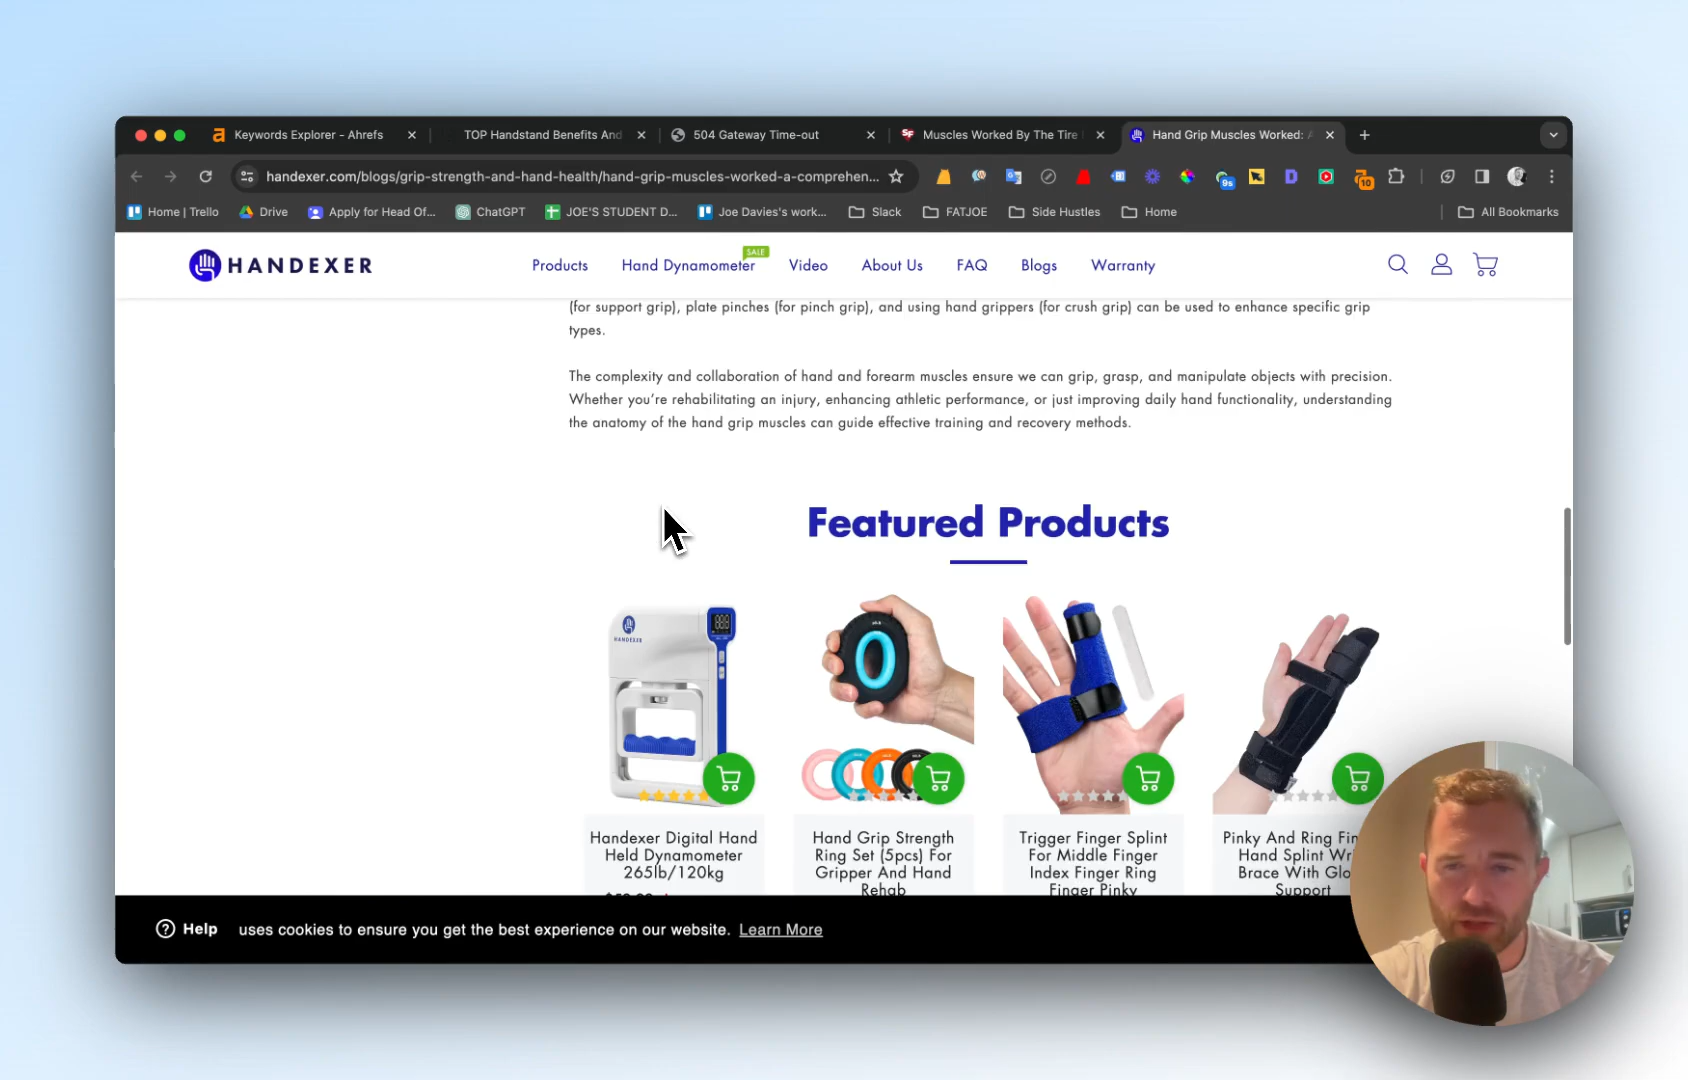 Keywords Explorer - Ahrefs
TOP Handstand Benefits And
504 Gateway Time-out
Muscles Worked By The Tire
Hand Grip Muscles Worked: A
handexer.com/blogs/grip-strength-and-hand-health/hand-grip-muscles-worked-a-comprehen...
9s
10
Home | Trello
Drive
Apply for Head Of...
ChatGPT
JOE'S STUDENT D...
Joe Davies's work...
Slack
FATJOE
Side Hustles
Home
All Bookmarks
HANDEXER
Products
Hand Dynamometer
SALE
Video
About Us
FAQ
Blogs
Warranty
(for support grip), plate pinches (for pinch grip), and using hand grippers (for crush grip) can be used to enhance specific grip
types.
The complexity and collaboration of hand and forearm muscles ensure we can grip, grasp, and manipulate objects with precision.
Whether you're rehabilitating an injury, enhancing athletic performance, or just improving daily hand functionality, understanding
the anatomy of the hand grip muscles can guide effective training and recovery methods.
Featured Products
HANDEXER
Handexer Digital Hand
Held Dynamometer
265lb/120kg
Hand Grip Strength
Ring Set (5pcs) For
Gripper And Hand
Rehab
Trigger Finger Splint
For Middle Finger
Index Finger Ring
Finger Pinky
Pinky And Ring Fin
Hand Splint Wr
Brace With Glo
Support
Help
uses cookies to ensure you get the best experience on our website. Learn More